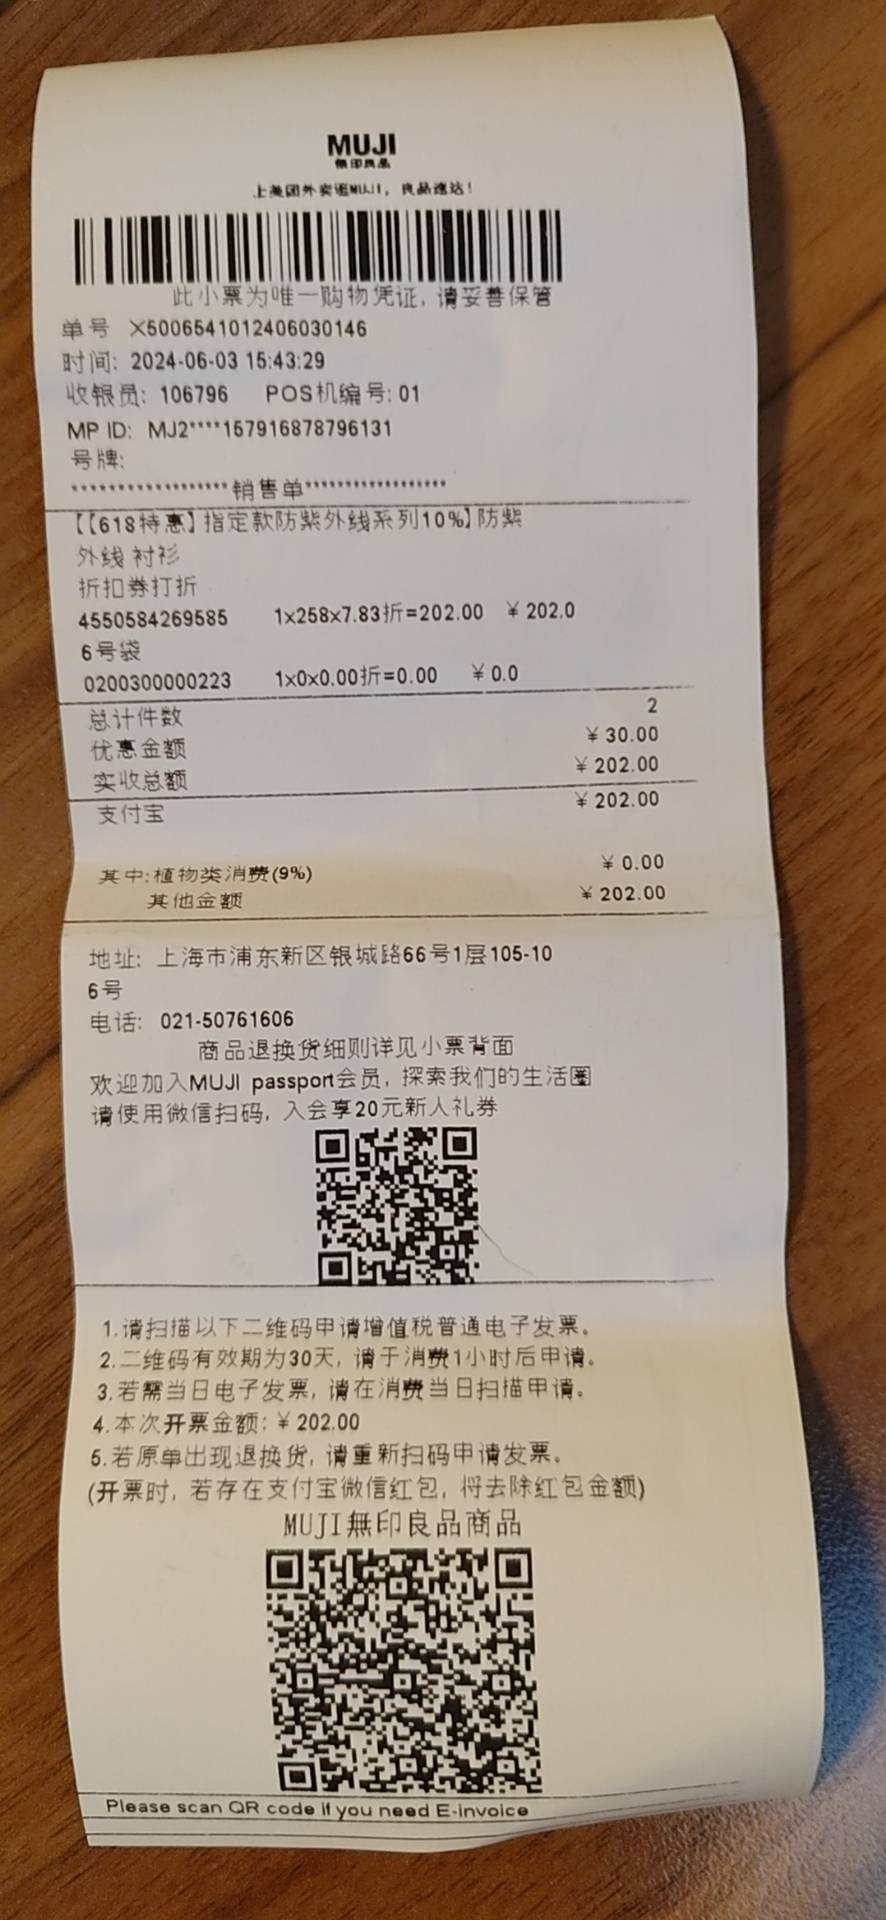 MUJI
無印良品
上美团外卖逛MUJI，良品速达！
此小票为唯一购物凭证，请妥善保管
单号 X5006541012406030146
时间: 2024-06-03 15:43:29
收银员: 106796 POS机编号: 01
MP ID: MJ2****157916878796131
号牌:
******************销售单******************
【【618特惠】指定款防紫外线系列10%】防紫
外线 衬衫
折扣券打折
4550584269585 1x258x7.83折=202.00 ¥ 202.0
6号袋
0200300000223 1x0x0.00折=0.00 ¥ 0.0
总计件数 2
优惠金额 ¥ 30.00
实收总额 ¥ 202.00
支付宝 ¥ 202.00
其中:植物类消费(9%) ¥ 0.00
其他金额 ¥ 202.00
地址: 上海市浦东新区银城路66号1层105-10
6号
电话: 021-50761606
商品退换货细则详见小票背面
欢迎加入MUJI passport会员, 探索我们的生活圈
请使用微信扫码, 入会享20元新人礼券
1.请扫描以下二维码申请增值税普通电子发票。
2.二维码有效期为30天, 请于消费1小时后申请。
3.若需当日电子发票, 请在消费当日扫描申请。
4.本次开票金额: ¥ 202.00
5.若原单出现退换货, 请重新扫码申请发票。
(开票时, 若存在支付宝微信红包, 将去除红包金额)
MUJI無印良品商品
Please scan QR code if you need E-invoice